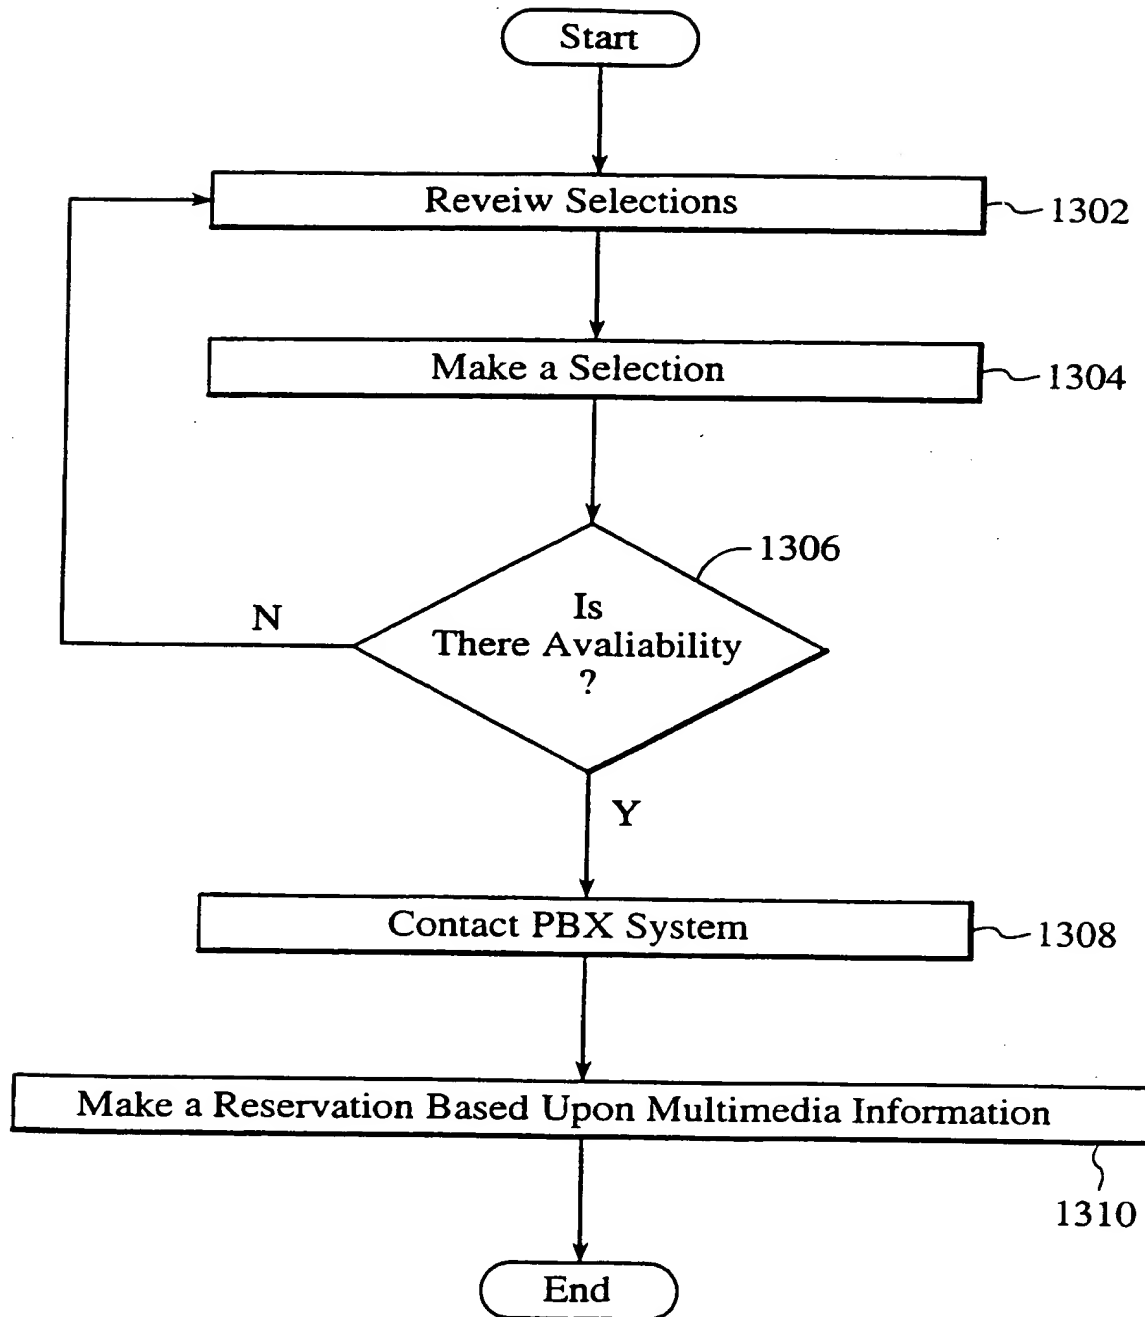 Start
Reveiw Selections
1302
Make a Selection
1304
1306
Is
There Avaliability
?
N
Y
Contact PBX System
1308
Make a Reservation Based Upon Multimedia Information
1310
End